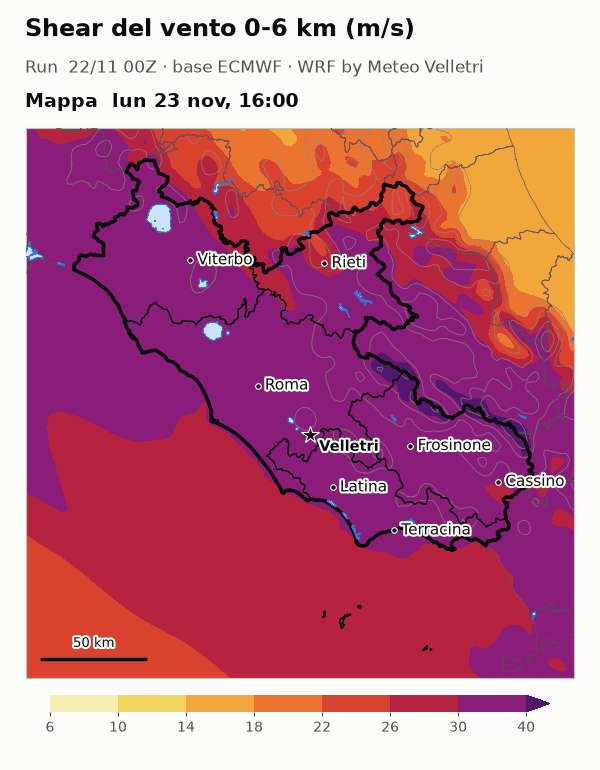 Shear del vento 0-6 km (m/s)
Run 22/11 00Z · base ECMWF · WRF by Meteo Velletri
Mappa lun 23 nov, 16:00
Viterbo
Rieti
Roma
Velletri
Frosinone
Latina
Cassino
Terracina
50 km
6 10 14 18 22 26 30 40